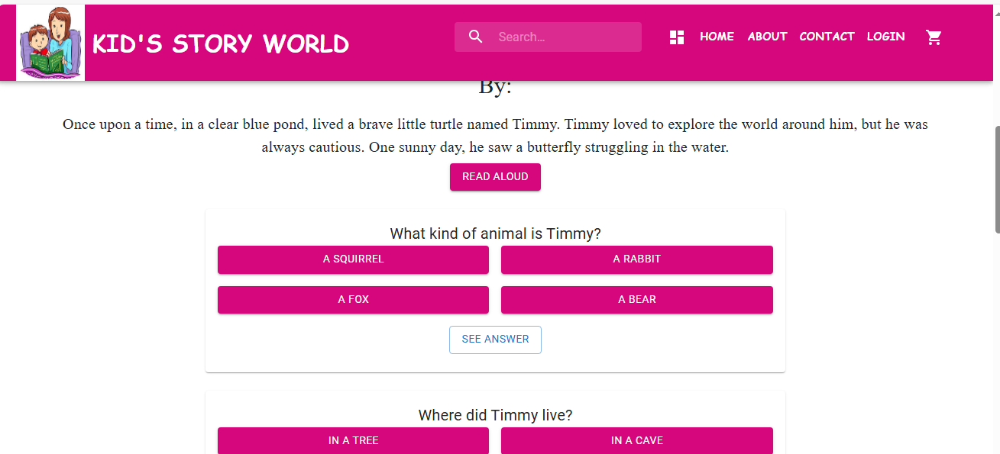 KID'S STORY WORLD
Search...
HOME ABOUT CONTACT LOGIN
By:
Once upon a time, in a clear blue pond, lived a brave little turtle named Timmy. Timmy loved to explore the world around him, but he was
always cautious. One sunny day, he saw a butterfly struggling in the water.
READ ALOUD
What kind of animal is Timmy?
A SQUIRREL A RABBIT
A FOX A BEAR
SEE ANSWER
Where did Timmy live?
IN A TREE IN A CAVE